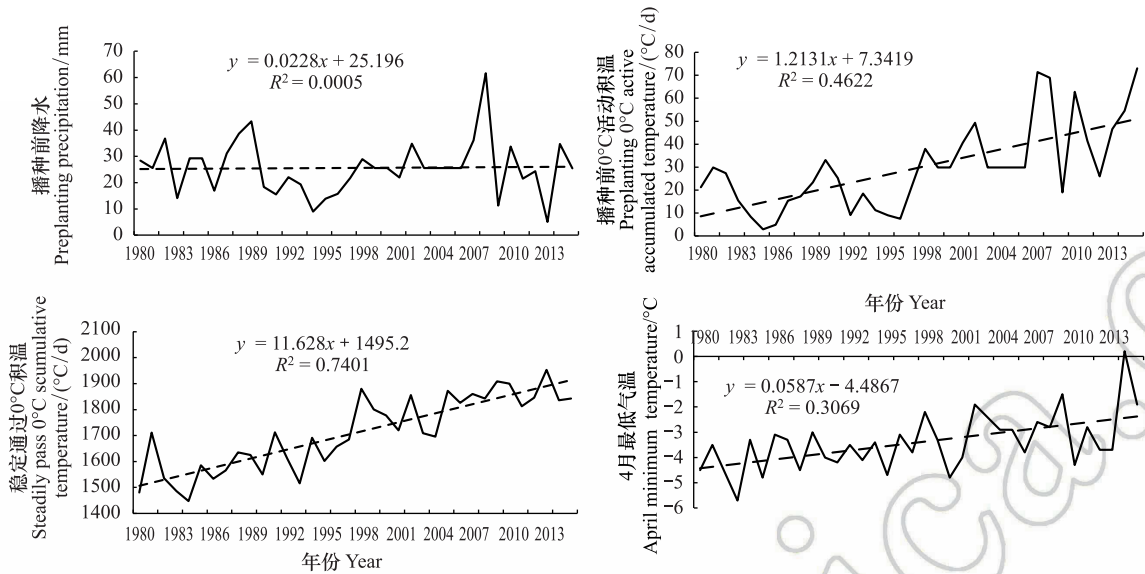 播种前降水
Preplanting precipitation/mm
70
60
50
40
30
20
10
0
y = 0.0228x + 25.196
R² = 0.0005
1980 1983 1986 1989 1992 1995 1998 2001 2007 2010 2013
播种前0°C活动积温
Preplanting 0°C active
accumulated temperature/(°C/d)
80
70
60
50
40
30
20
10
0
y = 1.2131x + 7.3419
R² = 0.4622
1980 1983 1986 1989 1992 1995 1998 2001 2007 2010 2013
年份 Year
稳定通过0°C积温
Steadily pass 0°C scumulative
temperature/(°C/d)
2100
2000
1900
1800
1700
1600
1500
1400
y = 11.628x + 1495.2
R² = 0.7401
1980 1983 1986 1989 1992 1995 1998 2001 2004 2007 2010 2013
年份 Year
4月最低气温
April minimum temperature/°C
1
0
−1
−2
−3
−4
−5
−6
1980 1983 1986 1989 1992 1995 1998 2001 2004 2007 2010 2013
y = 0.0587x − 4.4867
R² = 0.3069